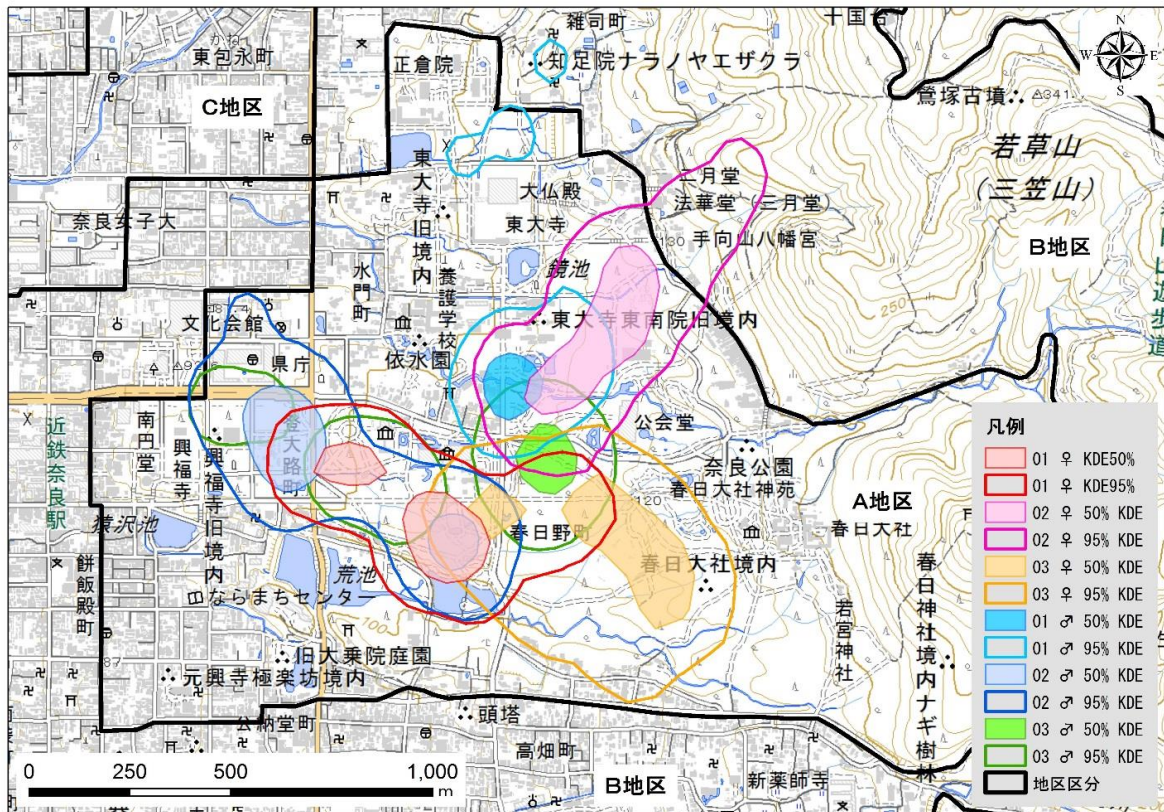 雑司町
かね
東包永町
正倉院
知足院ナラノヤエザクラ
N
W
E
S
C地区
鶯塚古墳
△341
若草山
(三笠山)
二月堂
大仏殿
法華堂(三月堂)
東大寺
手向山八幡宮
130
奈良女子大
東大寺旧境内
B地区
水門町
養護学校
鏡池
250
東大寺東南院旧境内
文化会館
依水園
県庁
公会堂
南円堂
興福寺
興福寺旧境内
登大路町
近鉄奈良駅
奈良公園
春日大社神苑
120
A地区
春日大社
猿沢池
春日野町
春日大社境内
荒池
ならまちセンター
餅飯殿町
100
若宮神社
春日神社境内ナギ樹林
旧大乗院庭園
87
元興寺極楽坊境内
公納堂町
頭塔
高畑町
新薬師寺
B地区
凡例
01 ♀ KDE50%
01 ♀ KDE95%
02 ♀ 50% KDE
02 ♀ 95% KDE
03 ♀ 50% KDE
03 ♀ 95% KDE
01 ♂ 50% KDE
01 ♂ 95% KDE
02 ♂ 50% KDE
02 ♂ 95% KDE
03 ♂ 50% KDE
03 ♂ 95% KDE
地区区分
0 250 500 1,000
m